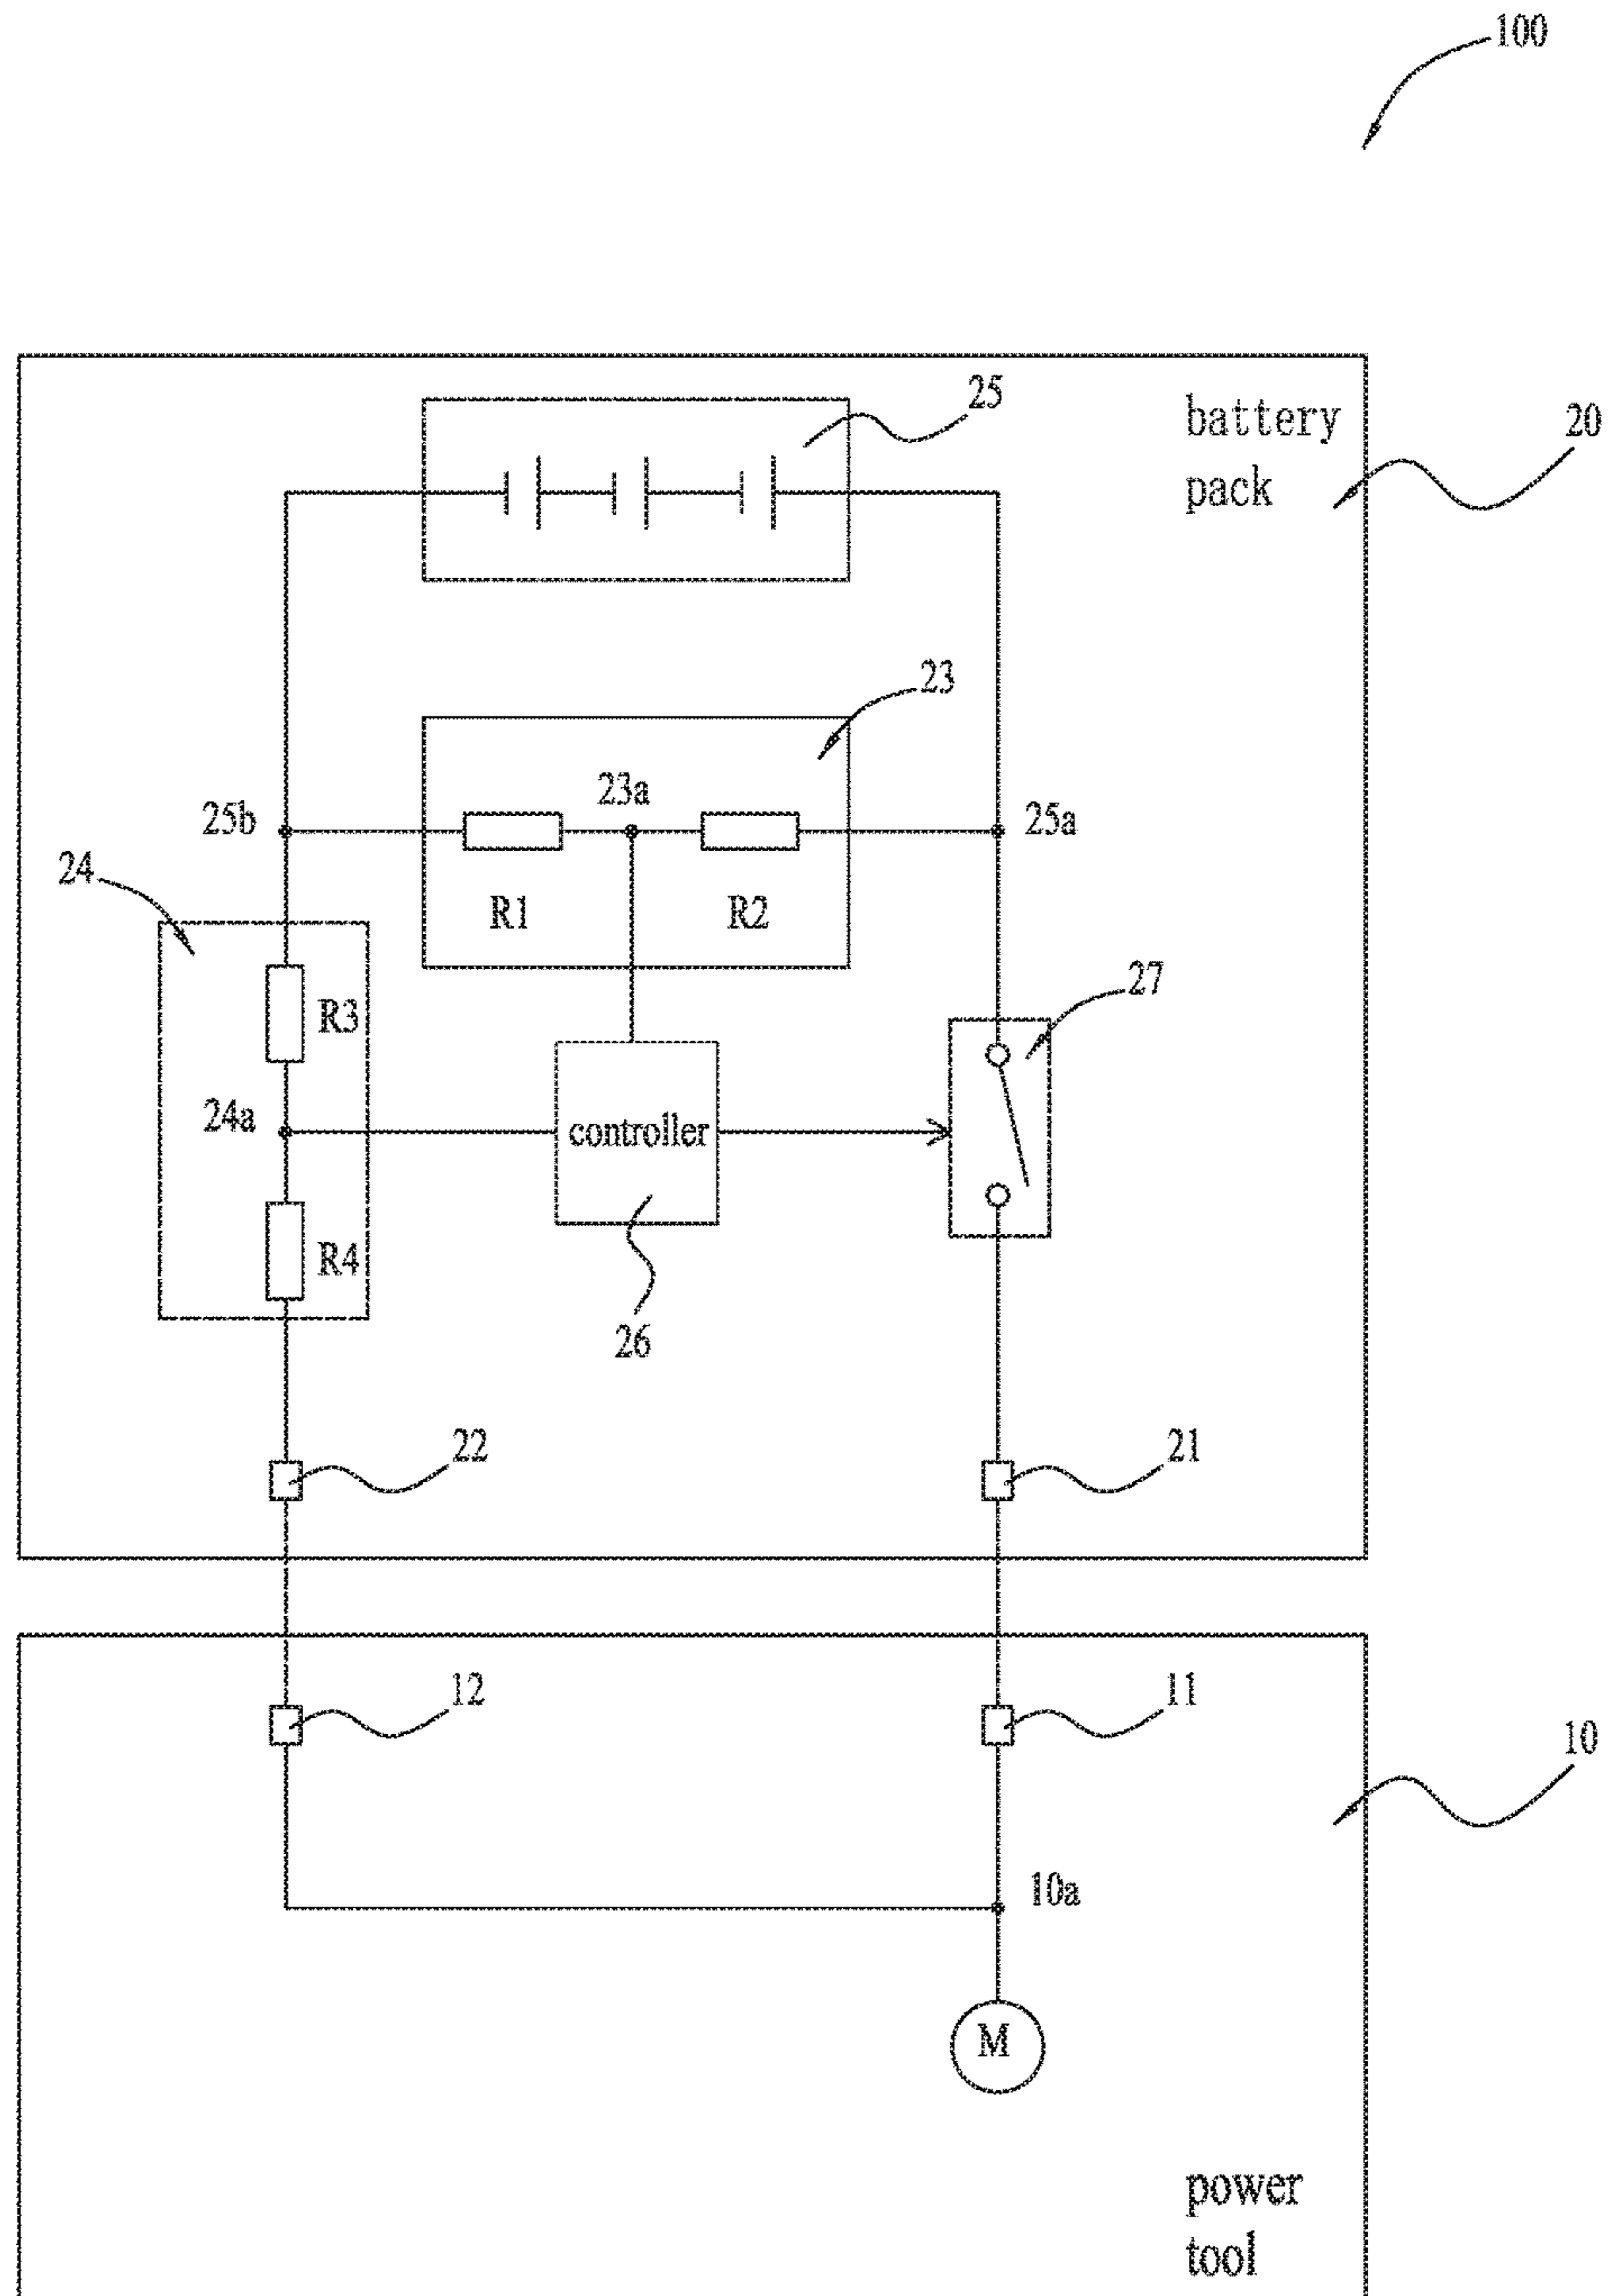 100
25
battery
pack
20
23
23a
25b
25a
24
R1
R2
27
R3
24a
controller
R4
26
22
21
12
11
10
10a
M
power
tool